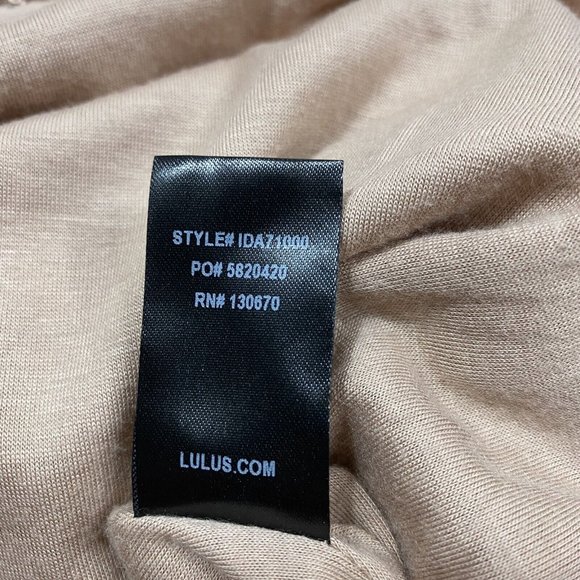 STYLE# IDA71000
PO# 5820420
RN# 130670
LULUS.COM